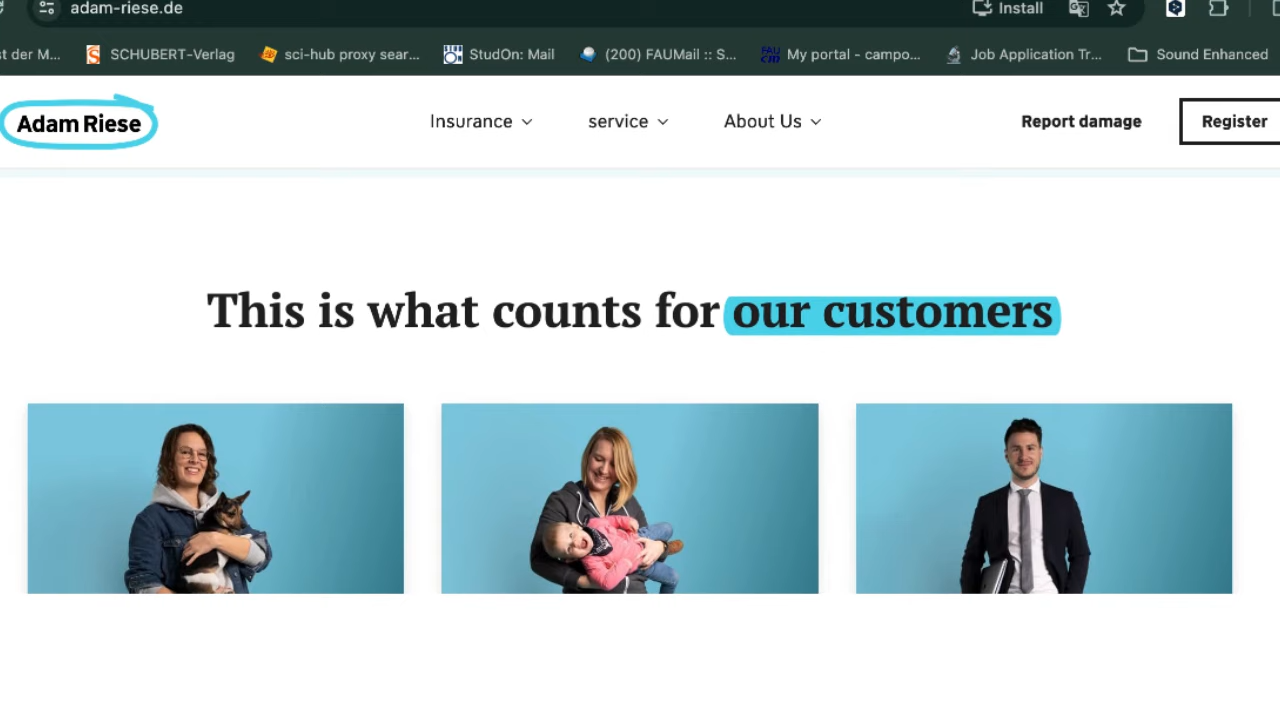 adam-riese.de
Install
st der M...
SCHUBERT-Verlag
sci-hub proxy sear...
StudOn: Mail
(200) FAUMail :: S...
My portal - campo...
Job Application Tr...
Sound Enhanced
Adam Riese
Insurance
service
About Us
Report damage
Register
This is what counts for our customers